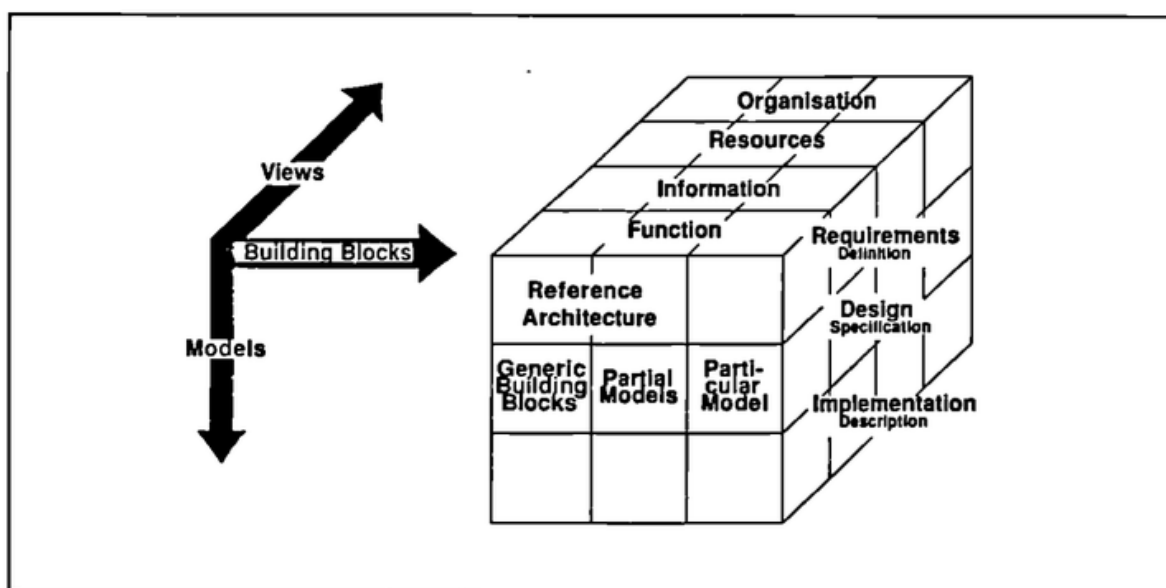 Views
Building Blocks
Models
Organisation
Resources
Information
Function
Reference
Architecture
Generic
Building
Blocks
Partial
Models
Parti-
cular
Model
Requirements
Definition
Design
Specification
Implementation
Description